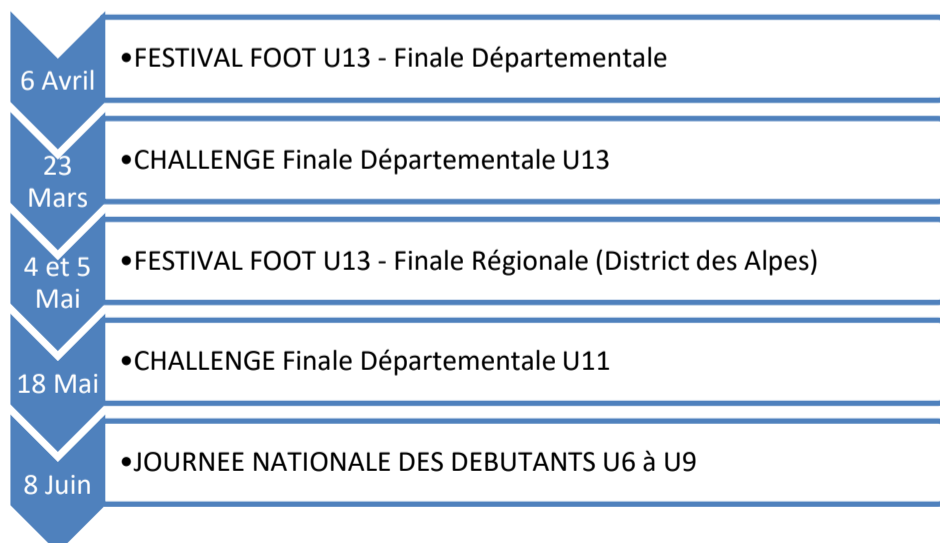 6 Avril
•FESTIVAL FOOT U13 - Finale Départementale
23
Mars
•CHALLENGE Finale Départementale U13
4 et 5
Mai
•FESTIVAL FOOT U13 - Finale Régionale (District des Alpes)
18 Mai
•CHALLENGE Finale Départementale U11
8 Juin
•JOURNEE NATIONALE DES DEBUTANTS U6 à U9